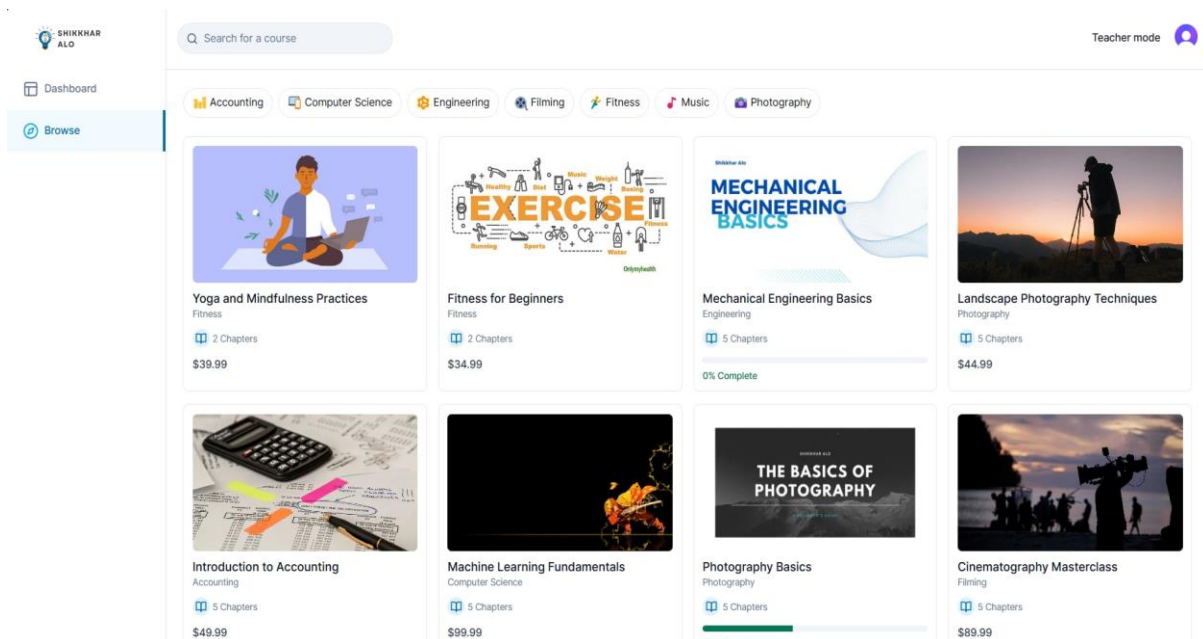 SHIKKHAR
ALO
Search for a course
Teacher mode
Dashboard
Browse
Accounting
Computer Science
Engineering
Filming
Fitness
Music
Photography
Healthy
Diet
Music
Weight
Boxing
EXERCISE
Fitness
Running
Sports
Water
Onlymyhealth
Shikkhar Alo
MECHANICAL
ENGINEERING
BASICS
Yoga and Mindfulness Practices
Fitness
2 Chapters
$39.99
Fitness for Beginners
Fitness
2 Chapters
$34.99
Mechanical Engineering Basics
Engineering
5 Chapters
0% Complete
Landscape Photography Techniques
Photography
5 Chapters
$44.99
SHIKKHAR ALO
THE BASICS OF
PHOTOGRAPHY
Introduction to Accounting
Accounting
5 Chapters
$49.99
Machine Learning Fundamentals
Computer Science
5 Chapters
$99.99
Photography Basics
Photography
5 Chapters
Cinematography Masterclass
Filming
5 Chapters
$89.99